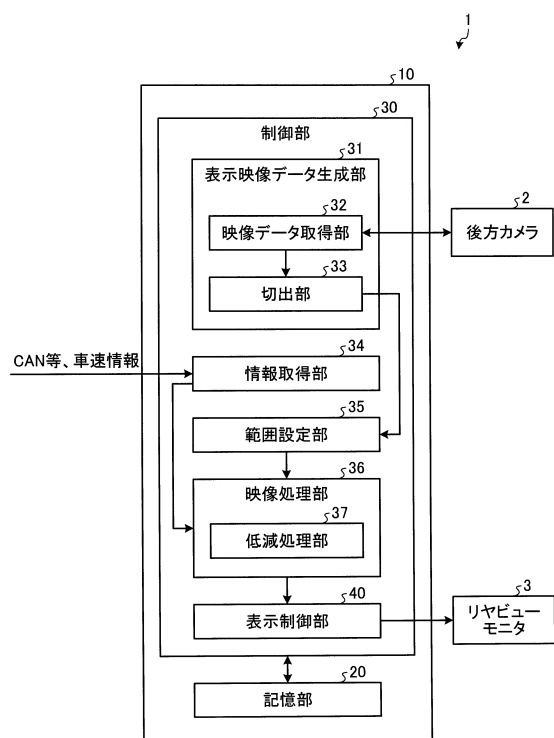 1
10
30
制御部
31
表示映像データ生成部
32
映像データ取得部
2
後方カメラ
33
切出部
CAN等、車速情報
34
情報取得部
35
範囲設定部
36
映像処理部
37
低減処理部
40
表示制御部
3
リヤビュー
モニタ
20
記憶部